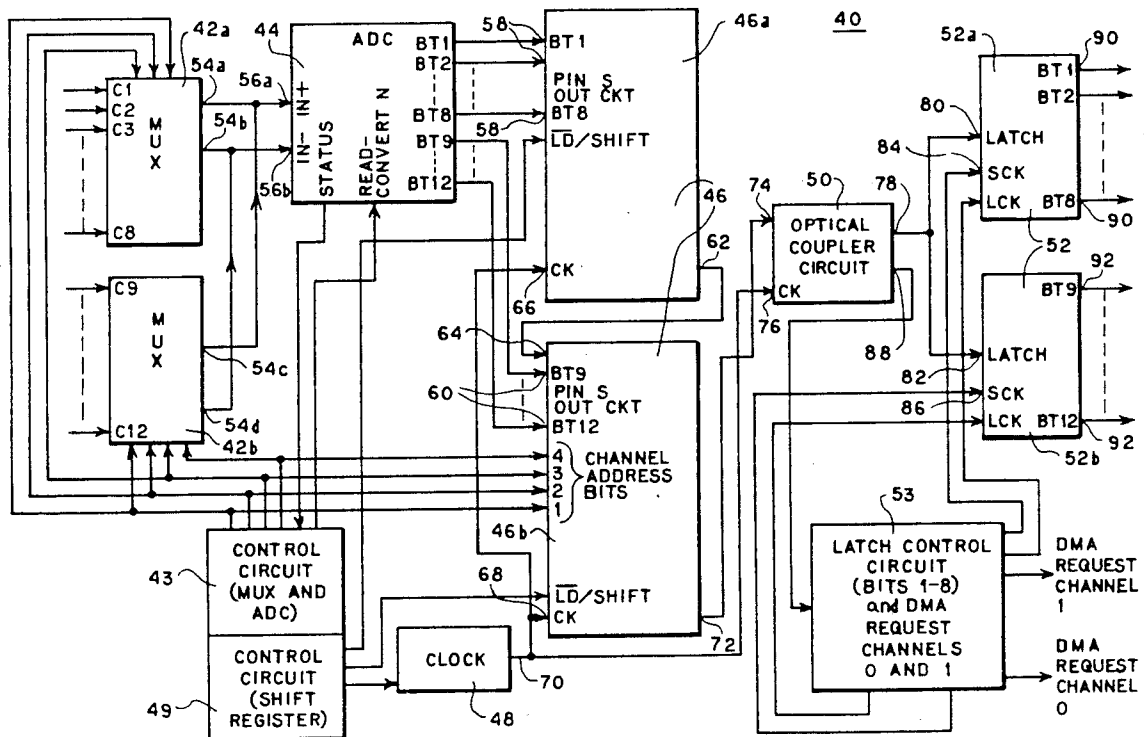 40
42a
C1
C2
C3
C8
MUX
54a
54b
C9
C12
MUX
54c
54d
42b
44
ADC
56a
IN+
IN-
56b
STATUS
READ-
CONVERT N
BT1
BT2
BT8
BT9
BT12
58
58
58
46a
BT1
PIN S
OUT CKT
BT8
LD/SHIFT
46
CK
66
62
64
60
BT9
PIN S
OUT CKT
BT12
4
3
2
1
CHANNEL
ADDRESS
BITS
46b
68
LD/SHIFT
CK
72
43
CONTROL
CIRCUIT
(MUX AND
ADC)
49
CONTROL
CIRCUIT
(SHIFT
REGISTER)
CLOCK
48
70
74
50
78
OPTICAL
COUPLER
CIRCUIT
CK
76
88
52a
90
BT1
BT2
80
LATCH
84
SCK
LCK
BT8
90
52
52
92
BT9
LATCH
82
SCK
86
LCK
BT12
92
52b
53
LATCH CONTROL
CIRCUIT
(BITS 1-8)
and DMA
REQUEST
CHANNELS
0 AND 1
DMA
REQUEST
CHANNEL
1
DMA
REQUEST
CHANNEL
0